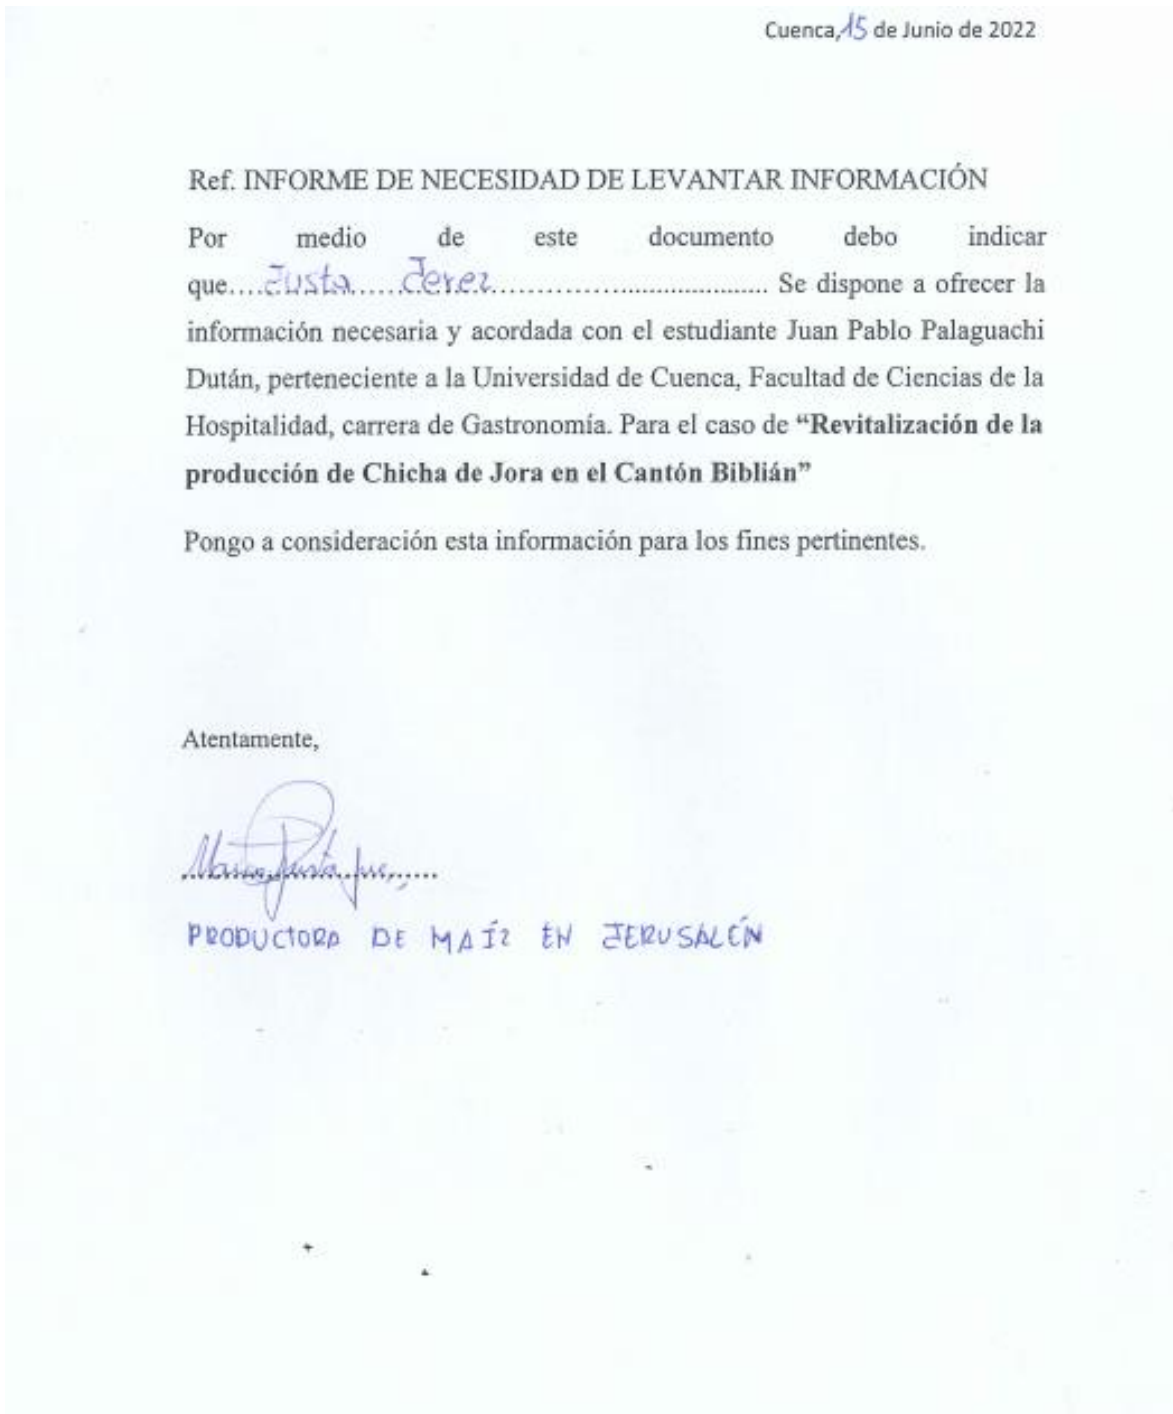 Cuenca, 15 de Junio de 2022
Ref. INFORME DE NECESIDAD DE LEVANTAR INFORMACIÓN
Por medio de este documento debo indicar
que....Justa.....Jerez.................................................. Se dispone a ofrecer la
información necesaria y acordada con el estudiante Juan Pablo Palaguachi
Dután, perteneciente a la Universidad de Cuenca, Facultad de Ciencias de la
Hospitalidad, carrera de Gastronomía. Para el caso de “Revitalización de la
producción de Chicha de Jora en el Cantón Biblián”
Pongo a consideración esta información para los fines pertinentes.
Atentamente,
Maria Justa
PRODUCTORA DE MAÍZ EN JERUSALÉN